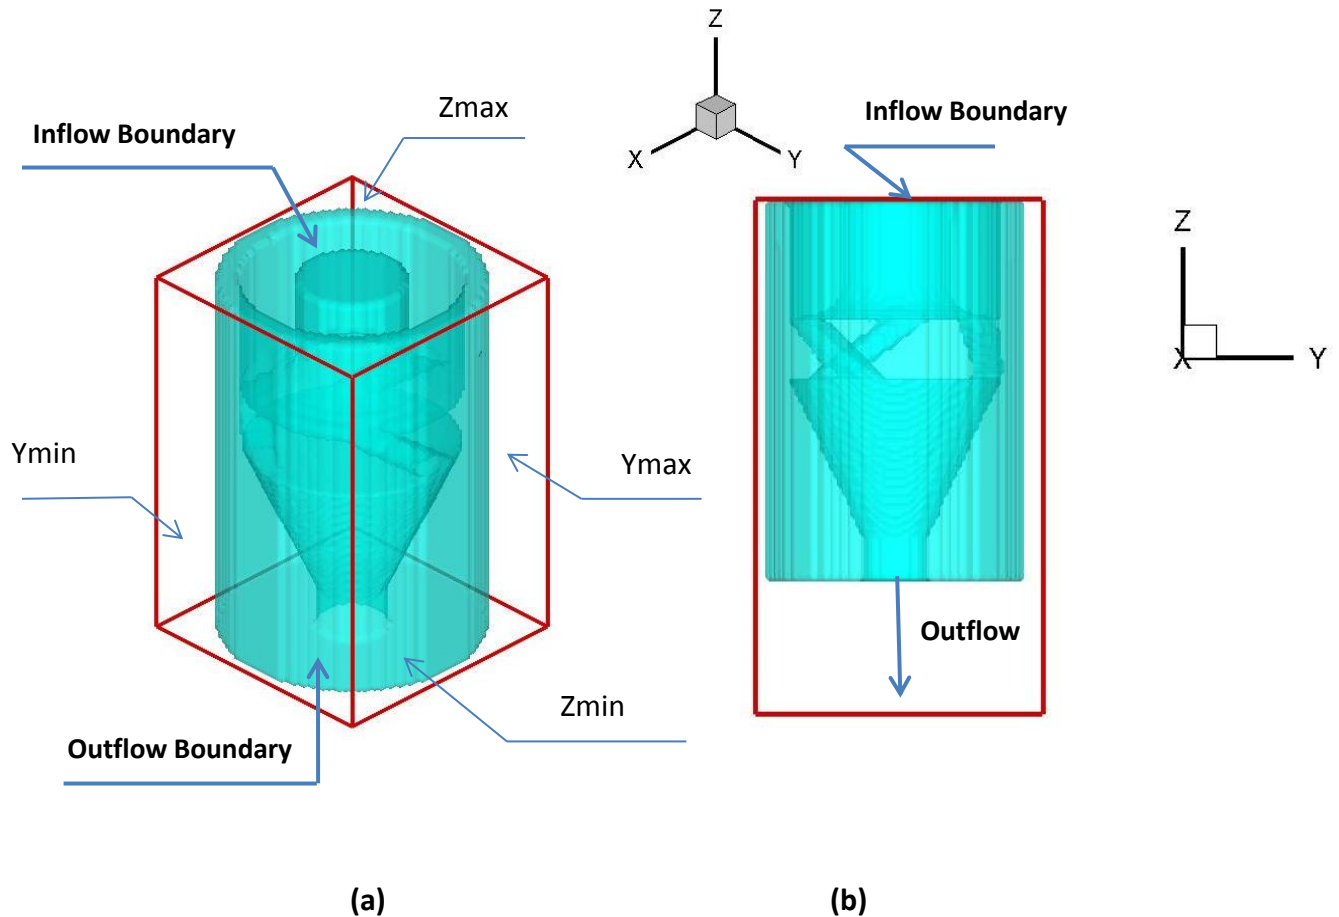 Z
Zmax
Inflow Boundary
Inflow Boundary
X
Y
Z
X
Y
Ymin
Ymax
Outflow
Zmin
Outflow Boundary
(a)
(b)